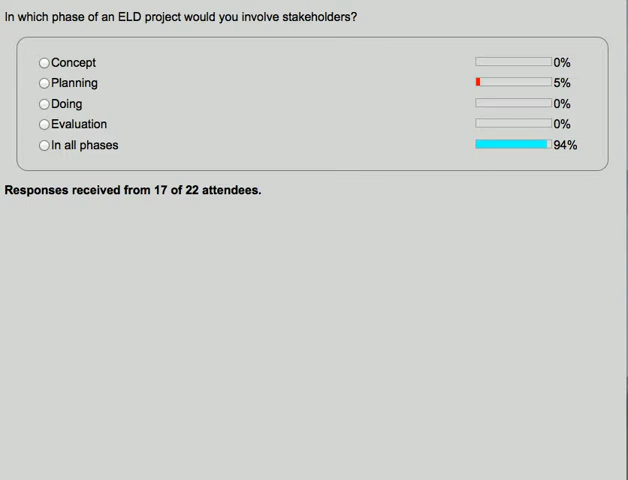 In which phase of an ELD project would you involve stakeholders?
Concept 0%
Planning 5%
Doing 0%
Evaluation 0%
In all phases 94%
Responses received from 17 of 22 attendees.